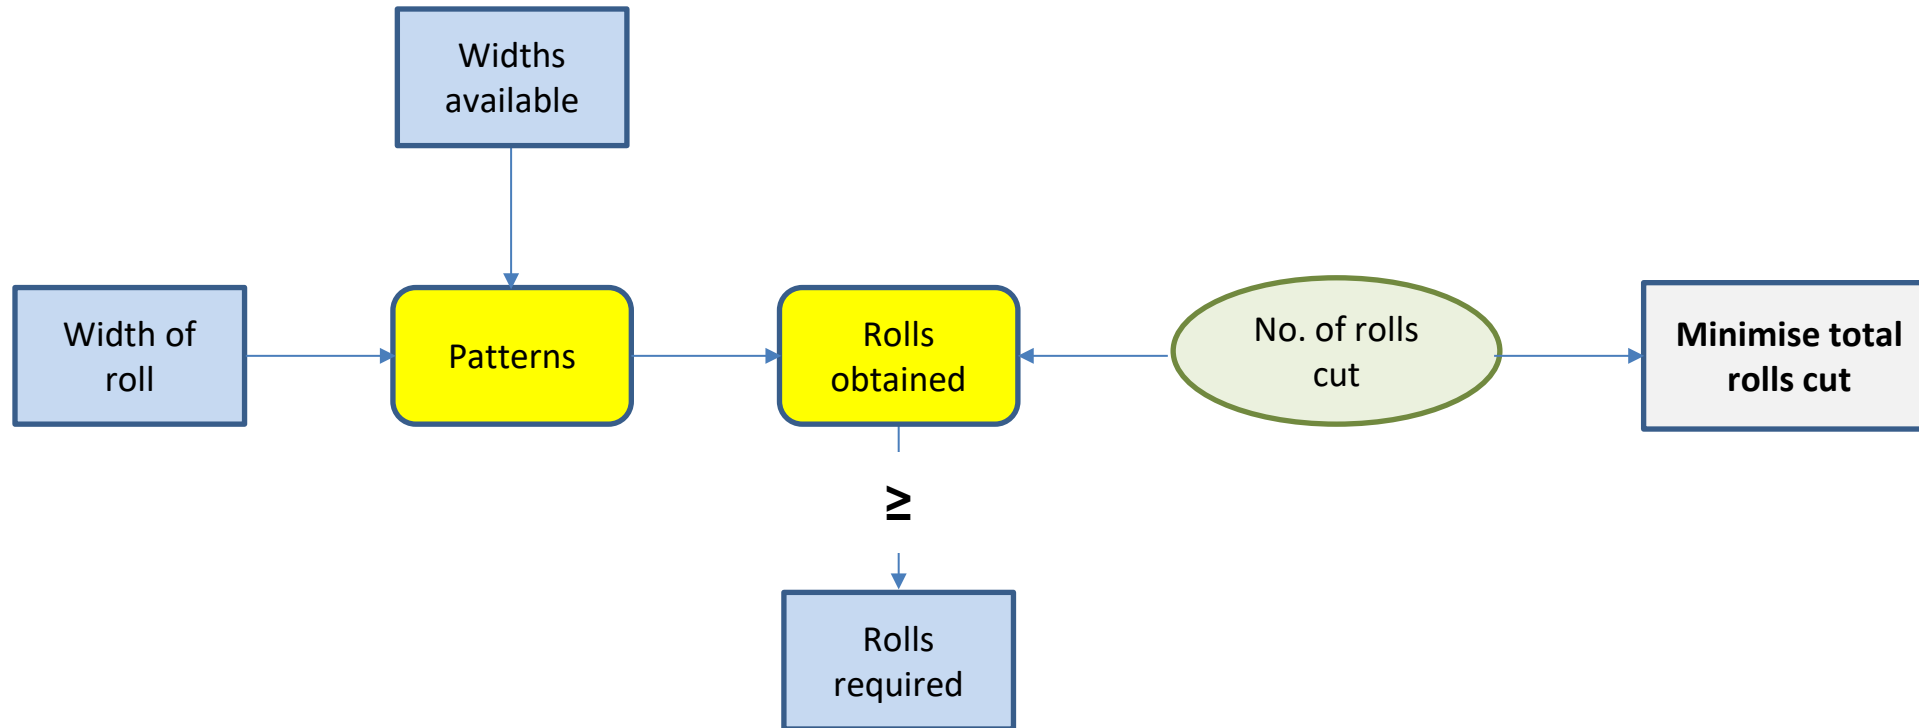 Widths
available
Width of
roll
Patterns
Rolls
obtained
No. of rolls
cut
Minimise total
rolls cut
≥
Rolls
required